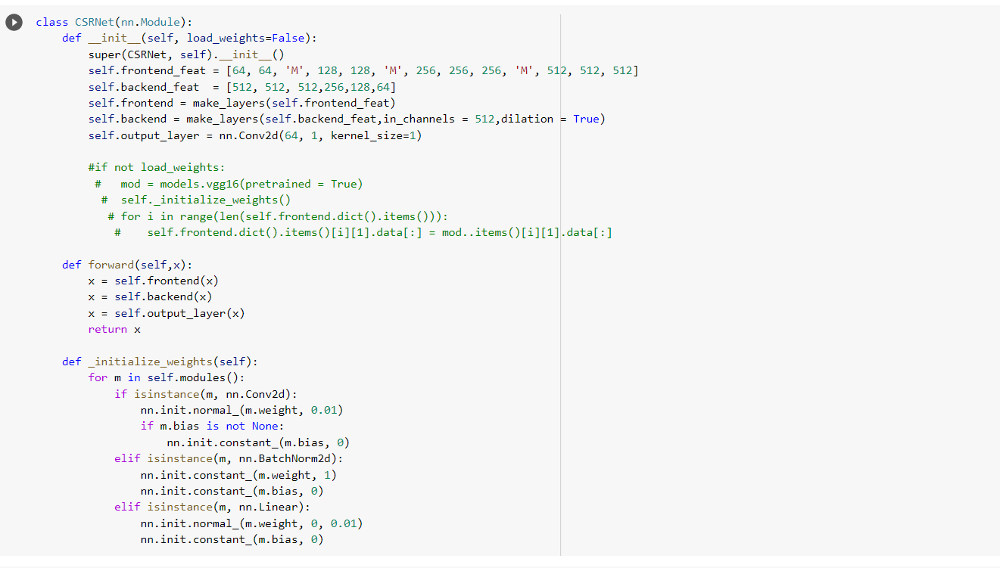 class CSRNet(nn.Module):
    def __init__(self, load_weights=False):
        super(CSRNet, self).__init__()
        self.frontend_feat = [64, 64, 'M', 128, 128, 'M', 256, 256, 256, 'M', 512, 512, 512]
        self.backend_feat  = [512, 512, 512,256,128,64]
        self.frontend = make_layers(self.frontend_feat)
        self.backend = make_layers(self.backend_feat,in_channels = 512,dilation = True)
        self.output_layer = nn.Conv2d(64, 1, kernel_size=1)

        #if not load_weights:
         #   mod = models.vgg16(pretrained = True)
          #  self._initialize_weights()
           # for i in range(len(self.frontend.dict().items())):
            #    self.frontend.dict().items()[i][1].data[:] = mod..items()[i][1].data[:]

    def forward(self,x):
        x = self.frontend(x)
        x = self.backend(x)
        x = self.output_layer(x)
        return x

    def _initialize_weights(self):
        for m in self.modules():
            if isinstance(m, nn.Conv2d):
                nn.init.normal_(m.weight, 0.01)
                if m.bias is not None:
                    nn.init.constant_(m.bias, 0)
            elif isinstance(m, nn.BatchNorm2d):
                nn.init.constant_(m.weight, 1)
                nn.init.constant_(m.bias, 0)
            elif isinstance(m, nn.Linear):
                nn.init.normal_(m.weight, 0, 0.01)
                nn.init.constant_(m.bias, 0)